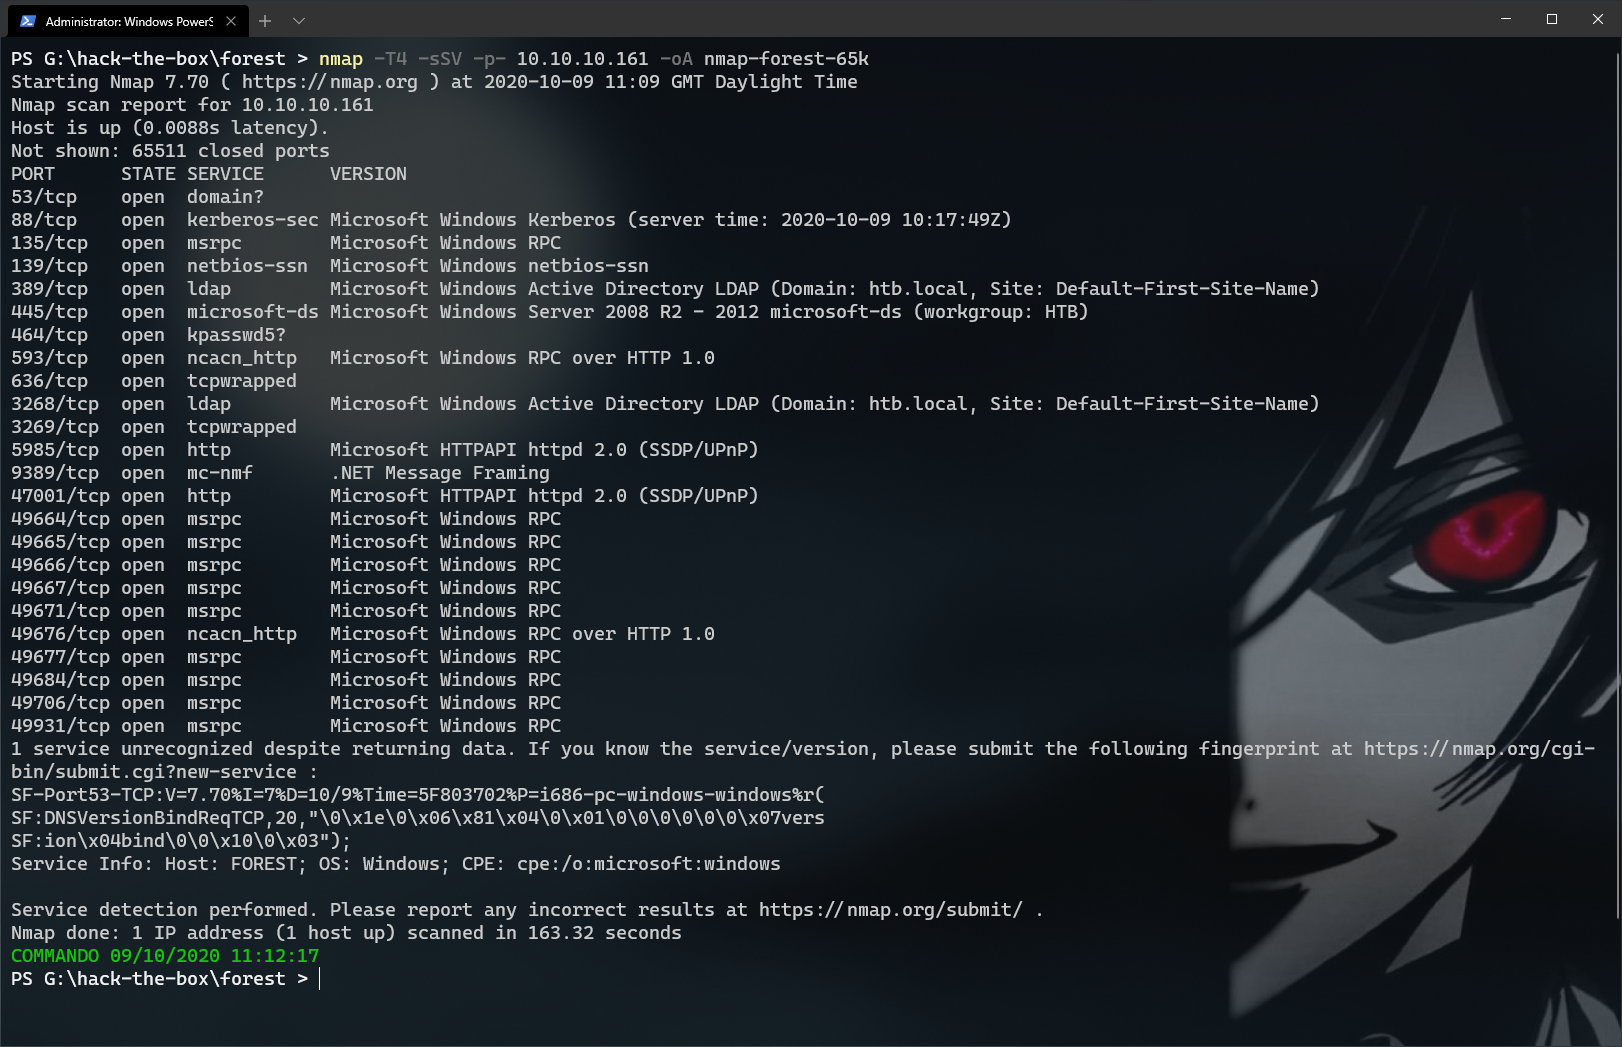 Administrator: Windows PowerS
PS G:\hack-the-box\forest > nmap -T4 -sSV -p- 10.10.10.161 -oA nmap-forest-65k
Starting Nmap 7.70 ( https://nmap.org ) at 2020-10-09 11:09 GMT Daylight Time
Nmap scan report for 10.10.10.161
Host is up (0.0088s latency).
Not shown: 65511 closed ports
PORT      STATE SERVICE      VERSION
53/tcp    open  domain?
88/tcp    open  kerberos-sec Microsoft Windows Kerberos (server time: 2020-10-09 10:17:49Z)
135/tcp   open  msrpc        Microsoft Windows RPC
139/tcp   open  netbios-ssn  Microsoft Windows netbios-ssn
389/tcp   open  ldap         Microsoft Windows Active Directory LDAP (Domain: htb.local, Site: Default-First-Site-Name)
445/tcp   open  microsoft-ds Microsoft Windows Server 2008 R2 - 2012 microsoft-ds (workgroup: HTB)
464/tcp   open  kpasswd5?
593/tcp   open  ncacn_http   Microsoft Windows RPC over HTTP 1.0
636/tcp   open  tcpwrapped
3268/tcp  open  ldap         Microsoft Windows Active Directory LDAP (Domain: htb.local, Site: Default-First-Site-Name)
3269/tcp  open  tcpwrapped
5985/tcp  open  http         Microsoft HTTPAPI httpd 2.0 (SSDP/UPnP)
9389/tcp  open  mc-nmf       .NET Message Framing
47001/tcp open  http         Microsoft HTTPAPI httpd 2.0 (SSDP/UPnP)
49664/tcp open  msrpc        Microsoft Windows RPC
49665/tcp open  msrpc        Microsoft Windows RPC
49666/tcp open  msrpc        Microsoft Windows RPC
49667/tcp open  msrpc        Microsoft Windows RPC
49671/tcp open  msrpc        Microsoft Windows RPC
49676/tcp open  ncacn_http   Microsoft Windows RPC over HTTP 1.0
49677/tcp open  msrpc        Microsoft Windows RPC
49684/tcp open  msrpc        Microsoft Windows RPC
49706/tcp open  msrpc        Microsoft Windows RPC
49931/tcp open  msrpc        Microsoft Windows RPC
1 service unrecognized despite returning data. If you know the service/version, please submit the following fingerprint at https://nmap.org/cgi-
bin/submit.cgi?new-service :
SF-Port53-TCP:V=7.70%I=7%D=10/9%Time=5F803702%P=i686-pc-windows-windows%r(
SF:DNSVersionBindReqTCP,20,"\0\x1e\0\x06\x81\x04\0\x01\0\0\0\0\0\0\x07vers
SF:ion\x04bind\0\0\x10\0\x03");
Service Info: Host: FOREST; OS: Windows; CPE: cpe:/o:microsoft:windows
Service detection performed. Please report any incorrect results at https://nmap.org/submit/ .
Nmap done: 1 IP address (1 host up) scanned in 163.32 seconds
COMMANDO 09/10/2020 11:12:17
PS G:\hack-the-box\forest >